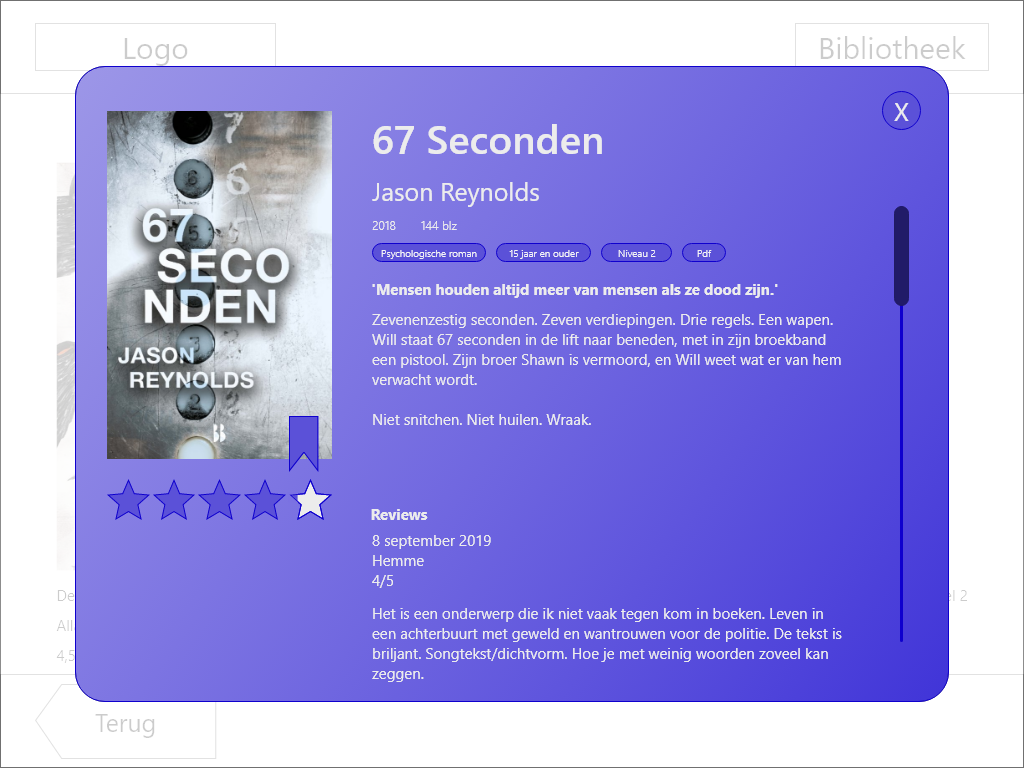 Logo
Bibliotheek
X
7
6
5
2
67
SECO
NDEN
JASON
REYNOLDS
67 Seconden
Jason Reynolds
2018 144 blz
Psychologische roman 15 jaar en ouder Niveau 2 Pdf
'Mensen houden altijd meer van mensen als ze dood zijn.'
Zevenenzestig seconden. Zeven verdiepingen. Drie regels. Een wapen.
Will staat 67 seconden in de lift naar beneden, met in zijn broekband
een pistool. Zijn broer Shawn is vermoord, en Will weet wat er van hem
verwacht wordt.
Niet snitchen. Niet huilen. Wraak.
Reviews
8 september 2019
Hemme
4/5
Het is een onderwerp die ik niet vaak tegen kom in boeken. Leven in
een achterbuurt met geweld en wantrouwen voor de politie. De tekst is
briljant. Songtekst/dichtvorm. Hoe je met weinig woorden zoveel kan
zeggen.
De
el 2
All
4,5
Terug